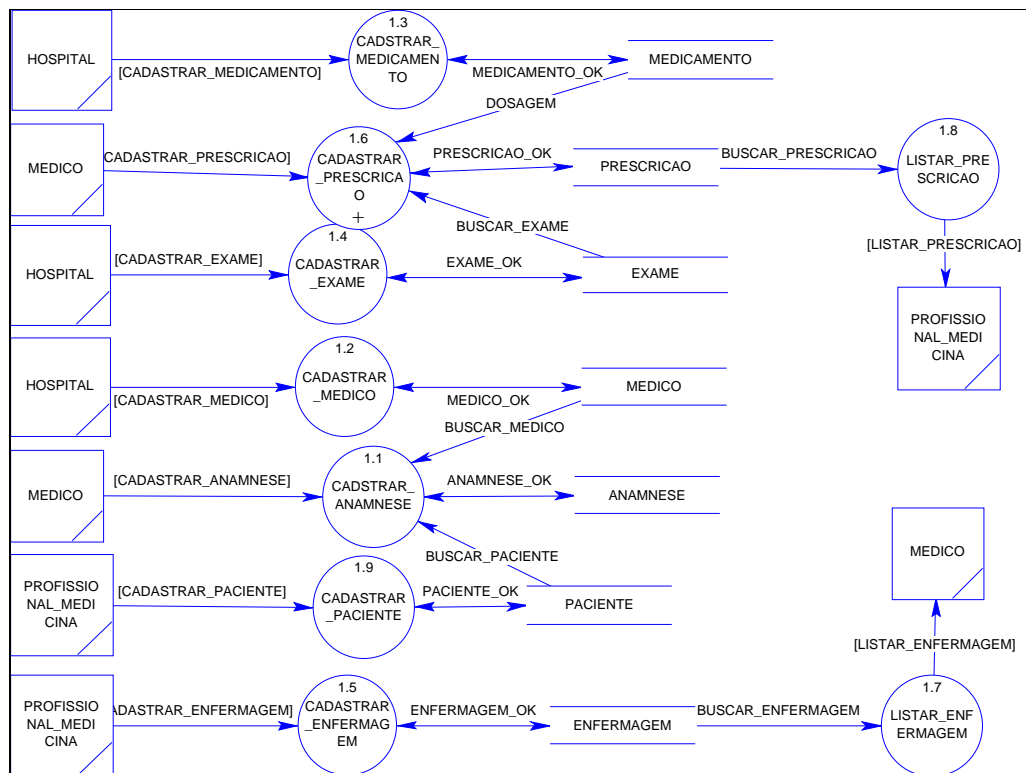 1.3
CADSTRAR_
MEDICAMEN
TO
HOSPITAL
[CADASTRAR_MEDICAMENTO]
MEDICAMENTO_OK
MEDICAMENTO
DOSAGEM
1.6
CADASTRAR
_PRESCRICA
O
+
MEDICO
CADASTRAR_PRESCRICAO]
PRESCRICAO_OK
PRESCRICAO
BUSCAR_PRESCRICAO
1.8
LISTAR_PRE
SCRICAO
BUSCAR_EXAME
[LISTAR_PRESCRICAO]
1.4
CADASTRAR
_EXAME
HOSPITAL
[CADASTRAR_EXAME]
EXAME_OK
EXAME
PROFISSIO
NAL_MEDI
CINA
1.2
CADASTRAR
_MEDICO
HOSPITAL
[CADASTRAR_MEDICO]
MEDICO_OK
MEDICO
BUSCAR_MEDICO
1.1
CADSTRAR_
ANAMNESE
MEDICO
[CADASTRAR_ANAMNESE]
ANAMNESE_OK
ANAMNESE
BUSCAR_PACIENTE
MEDICO
1.9
CADASTRAR
_PACIENTE
PROFISSIO
NAL_MEDI
CINA
[CADASTRAR_PACIENTE]
PACIENTE_OK
PACIENTE
[LISTAR_ENFERMAGEM]
1.5
CADASTRAR
_ENFERMAG
EM
PROFISSIO
NAL_MEDI
CINA
ADASTRAR_ENFERMAGEM]
ENFERMAGEM_OK
ENFERMAGEM
BUSCAR_ENFERMAGEM
1.7
LISTAR_ENF
ERMAGEM